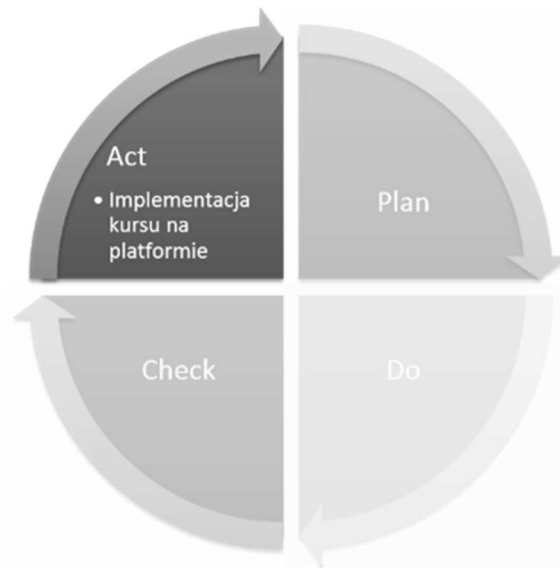 Act
• Implementacja
kursu na
platformie
Plan
Check
Do